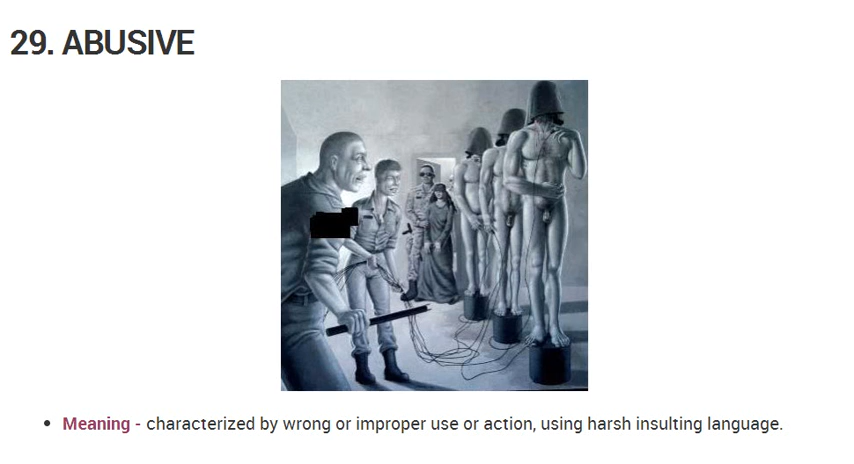 29. ABUSIVE
Meaning - characterized by wrong or improper use or action, using harsh insulting language.